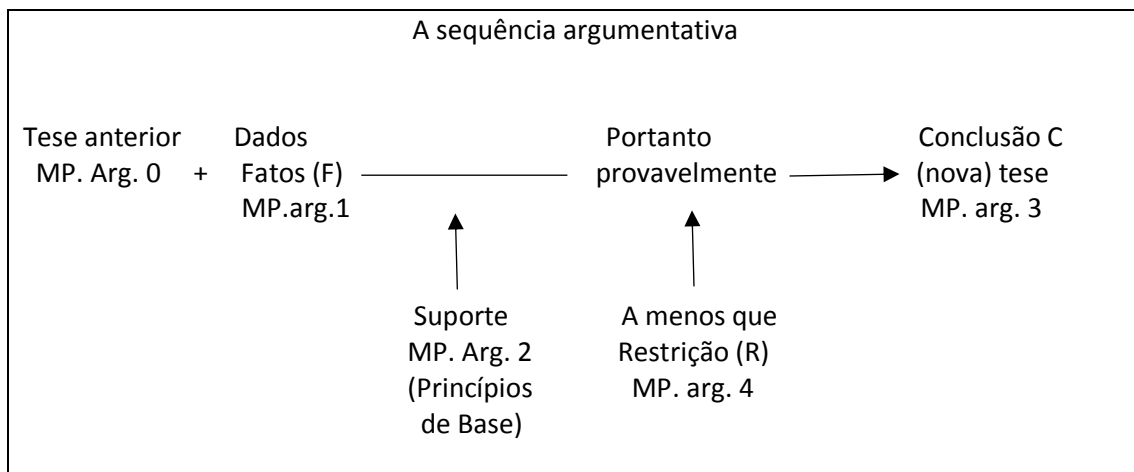 A sequência argumentativa
Tese anterior Dados Portanto Conclusão C
MP. Arg. 0 + Fatos (F) provavelmente (nova) tese
MP.arg.1 MP. arg. 3
Suporte A menos que
MP. Arg. 2 Restrição (R)
(Princípios MP. arg. 4
de Base)